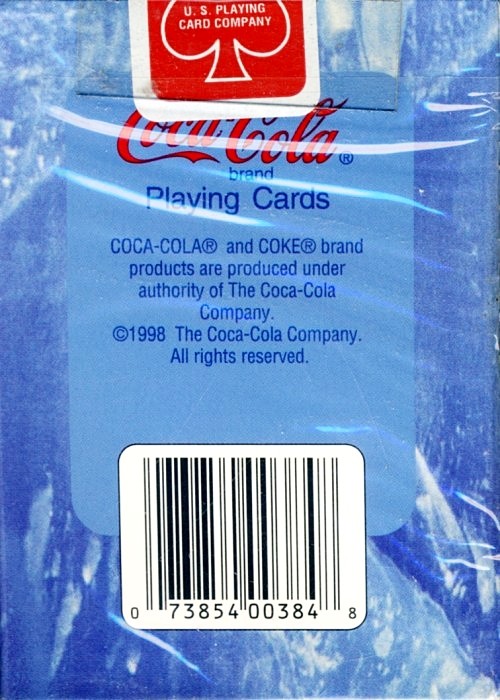 U. S. PLAYING
CARD COMPANY
Coca-Cola®
brand
Playing Cards
COCA-COLA® and COKE® brand
products are produced under
authority of The Coca-Cola
Company.
©1998 The Coca-Cola Company.
All rights reserved.
0 73854 00384 8